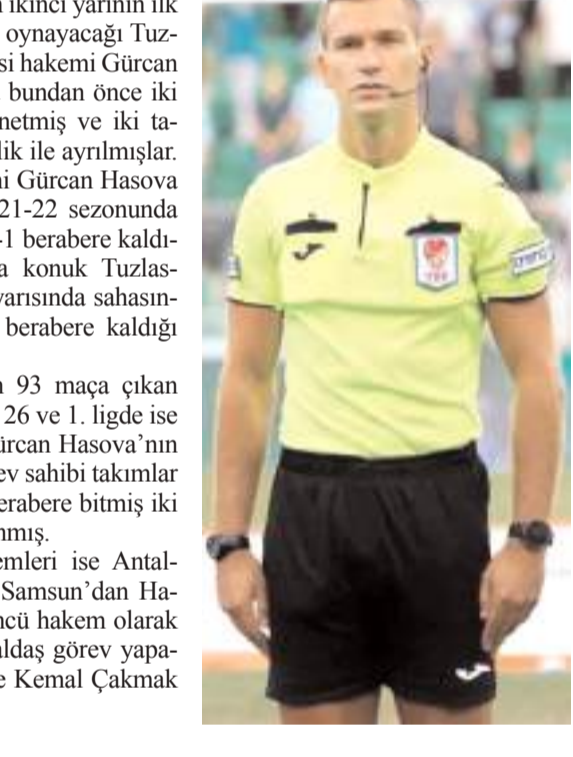 ikinci yarının ilk
oynayacağı Tuz-
si hakemi Gürcan
bundan önce iki
netmiş ve iki ta-
lik ile ayrılmışlar.
ni Gürcan Hasova
21-22 sezonunda
-1 berabere kaldı-
a konuk Tuzlas-
yarısında sahasın-
berabere kaldığı
93 maça çıkan
26 ve 1. ligde ise
ürcan Hasova’nın
ev sahibi takımlar
erabere bitmiş iki
nmış.
emleri ise Antal-
Samsun’dan Ha-
ncü hakem olarak
aldaş görev yapa-
e Kemal Çakmak
TFF